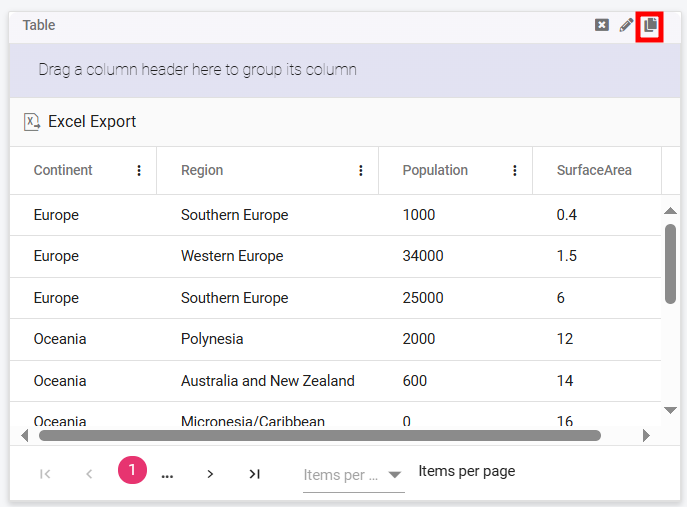 Table
Drag a column header here to group its column
Excel Export
Continent Region Population SurfaceArea
Europe Southern Europe 1000 0.4
Europe Western Europe 34000 1.5
Europe Southern Europe 25000 6
Oceania Polynesia 2000 12
Oceania Australia and New Zealand 600 14
Oceania Micronesia/Caribbean 0 16
1 ... Items per ... Items per page